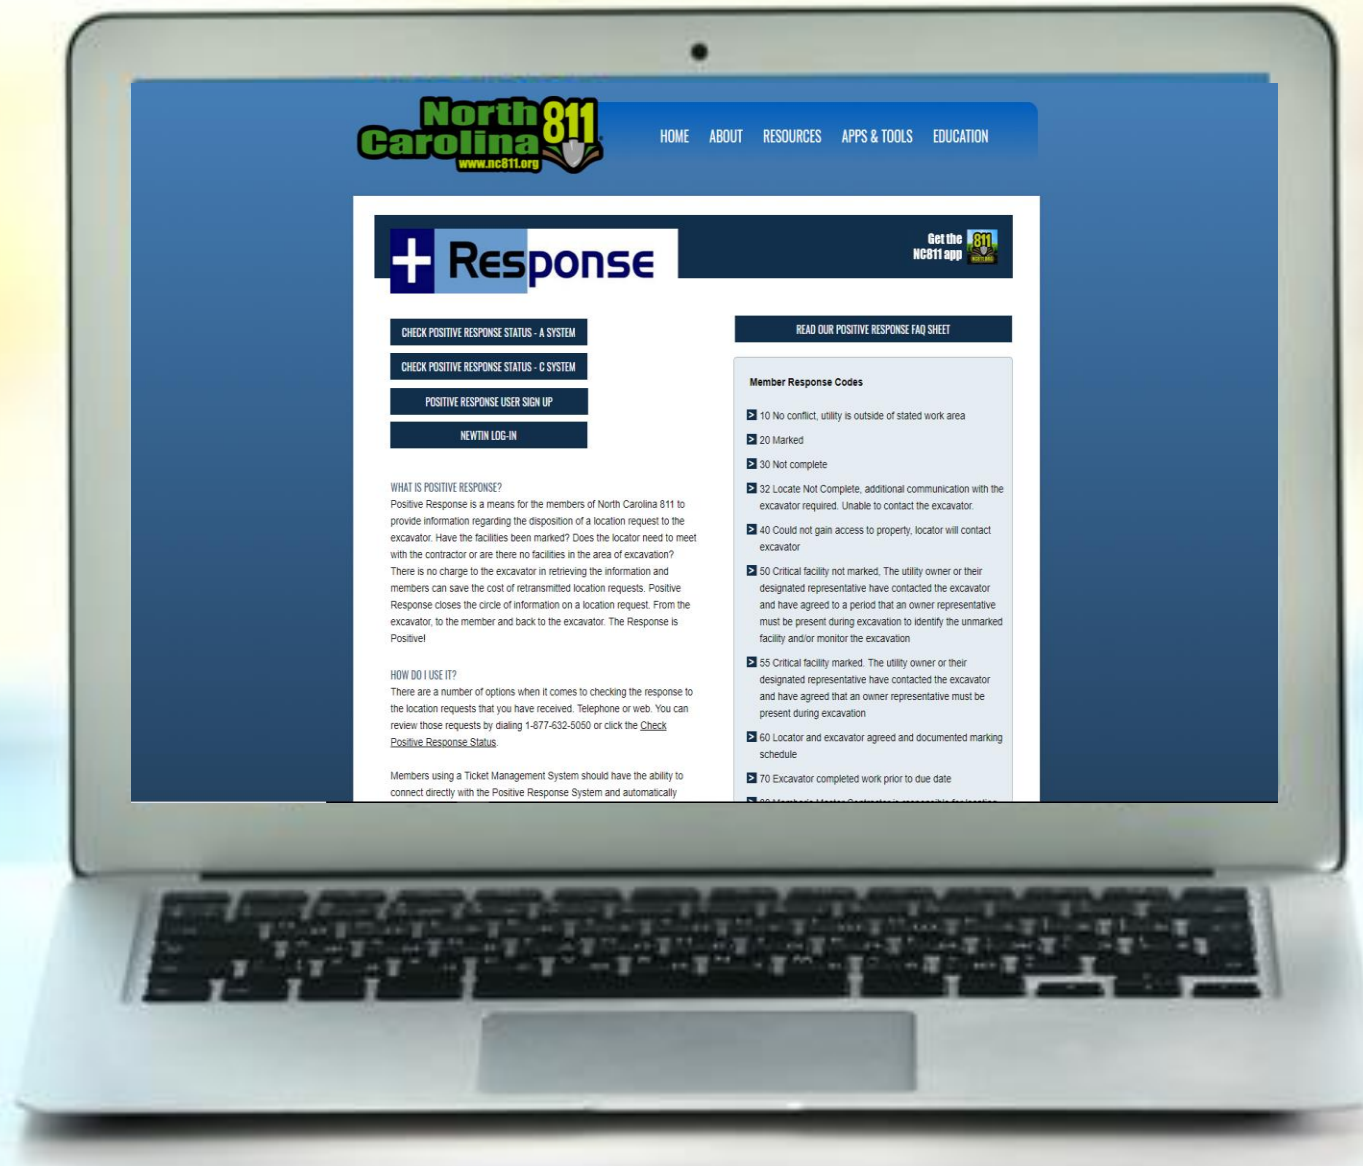 North
Carolina 811
www.nc811.org
HOME ABOUT RESOURCES APPS & TOOLS EDUCATION
+ Response
Get the
NC811 app
811
CHECK POSITIVE RESPONSE STATUS - A SYSTEM
CHECK POSITIVE RESPONSE STATUS - C SYSTEM
POSITIVE RESPONSE USER SIGN UP
NEWTIN LOG-IN
WHAT IS POSITIVE RESPONSE?
Positive Response is a means for the members of North Carolina 811 to
provide information regarding the disposition of a location request to the
excavator. Have the facilities been marked? Does the locator need to meet
with the contractor or are there no facilities in the area of excavation?
There is no charge to the excavator in retrieving the information and
members can save the cost of retransmitted location requests. Positive
Response closes the circle of information on a location request. From the
excavator, to the member and back to the excavator. The Response is
Positive!
HOW DO I USE IT?
There are a number of options when it comes to checking the response to
the location requests that you have received. Telephone or web. You can
review those requests by dialing 1-877-632-5050 or click the Check
Positive Response Status.
Members using a Ticket Management System should have the ability to
connect directly with the Positive Response System and automatically
READ OUR POSITIVE RESPONSE FAQ SHEET
Member Response Codes
10 No conflict, utility is outside of stated work area
20 Marked
30 Not complete
32 Locate Not Complete, additional communication with the
excavator required. Unable to contact the excavator.
40 Could not gain access to property, locator will contact
excavator
50 Critical facility not marked, The utility owner or their
designated representative have contacted the excavator
and have agreed to a period that an owner representative
must be present during excavation to identify the unmarked
facility and/or monitor the excavation
55 Critical facility marked. The utility owner or their
designated representative have contacted the excavator
and have agreed that an owner representative must be
present during excavation
60 Locator and excavator agreed and documented marking
schedule
70 Excavator completed work prior to due date